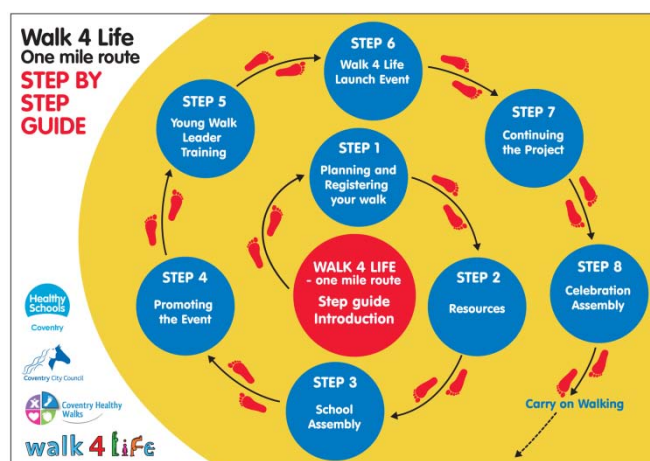 Walk 4 Life
One mile route
STEP BY
STEP
GUIDE
WALK 4 LIFE
- one mile route
Step guide
Introduction
STEP 1
Planning and
Registering
your walk
STEP 2
Resources
STEP 3
School
Assembly
STEP 4
Promoting
the Event
STEP 5
Young Walk
Leader
Training
STEP 6
Walk 4 Life
Launch Event
STEP 7
Continuing
the Project
STEP 8
Celebration
Assembly
Carry on Walking
Healthy
Schools
Coventry
Coventry City Council
Coventry Healthy
Walks
walk 4 life